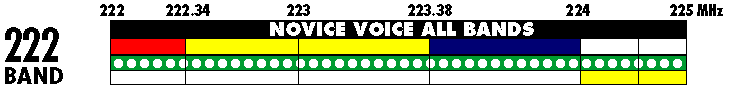 222 222.34 223 223.38 224 225 MHz
NOVICE VOICE ALL BANDS
222
BAND